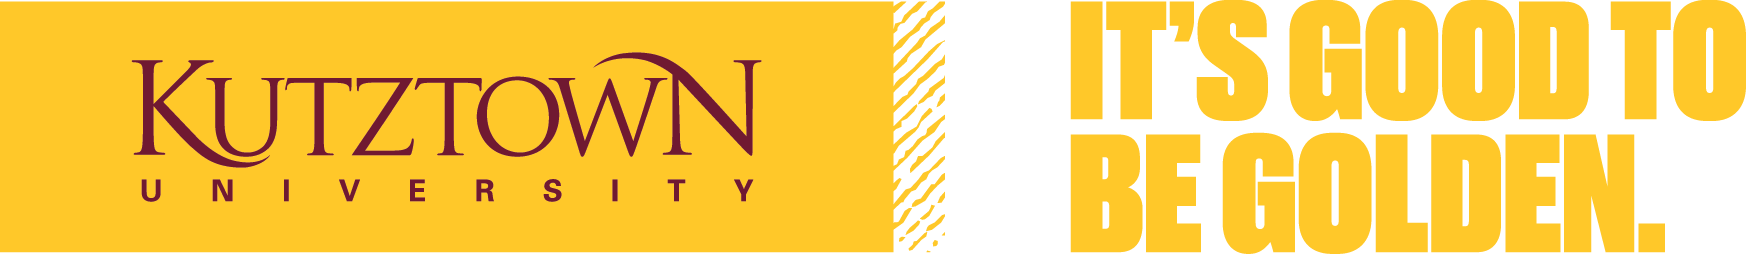 KUTZTOWN
UNIVERSITY
IT'S GOOD TO
BE GOLDEN.